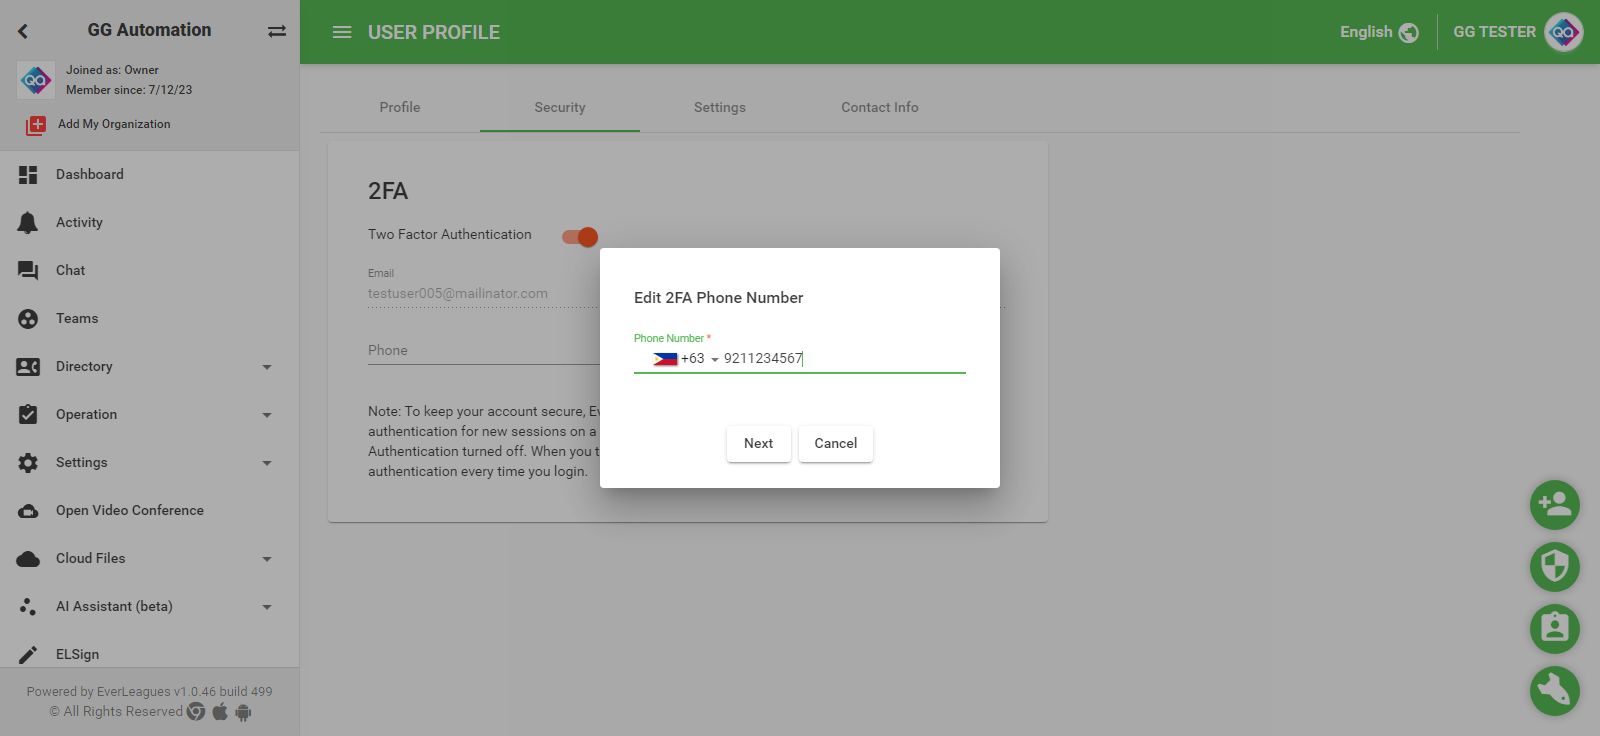 GG Automation
Joined as: Owner
Member since: 7/12/23
Add My Organization
Dashboard
Activity
Chat
Teams
Directory
Operation
Settings
Open Video Conference
Cloud Files
AI Assistant (beta)
ELSign
Powered by EverLeagues v1.0.46 build 499
© All Rights Reserved
USER PROFILE
English
GG TESTER
Profile
Security
Settings
Contact Info
2FA
Two Factor Authentication
Email
testuser005@mailinator.com
Phone
Note: To keep your account secure,
authentication for new sessions on a
Authentication turned off. When you
authentication every time you login.
Edit 2FA Phone Number
Phone Number *
+63 9211234567
Next
Cancel